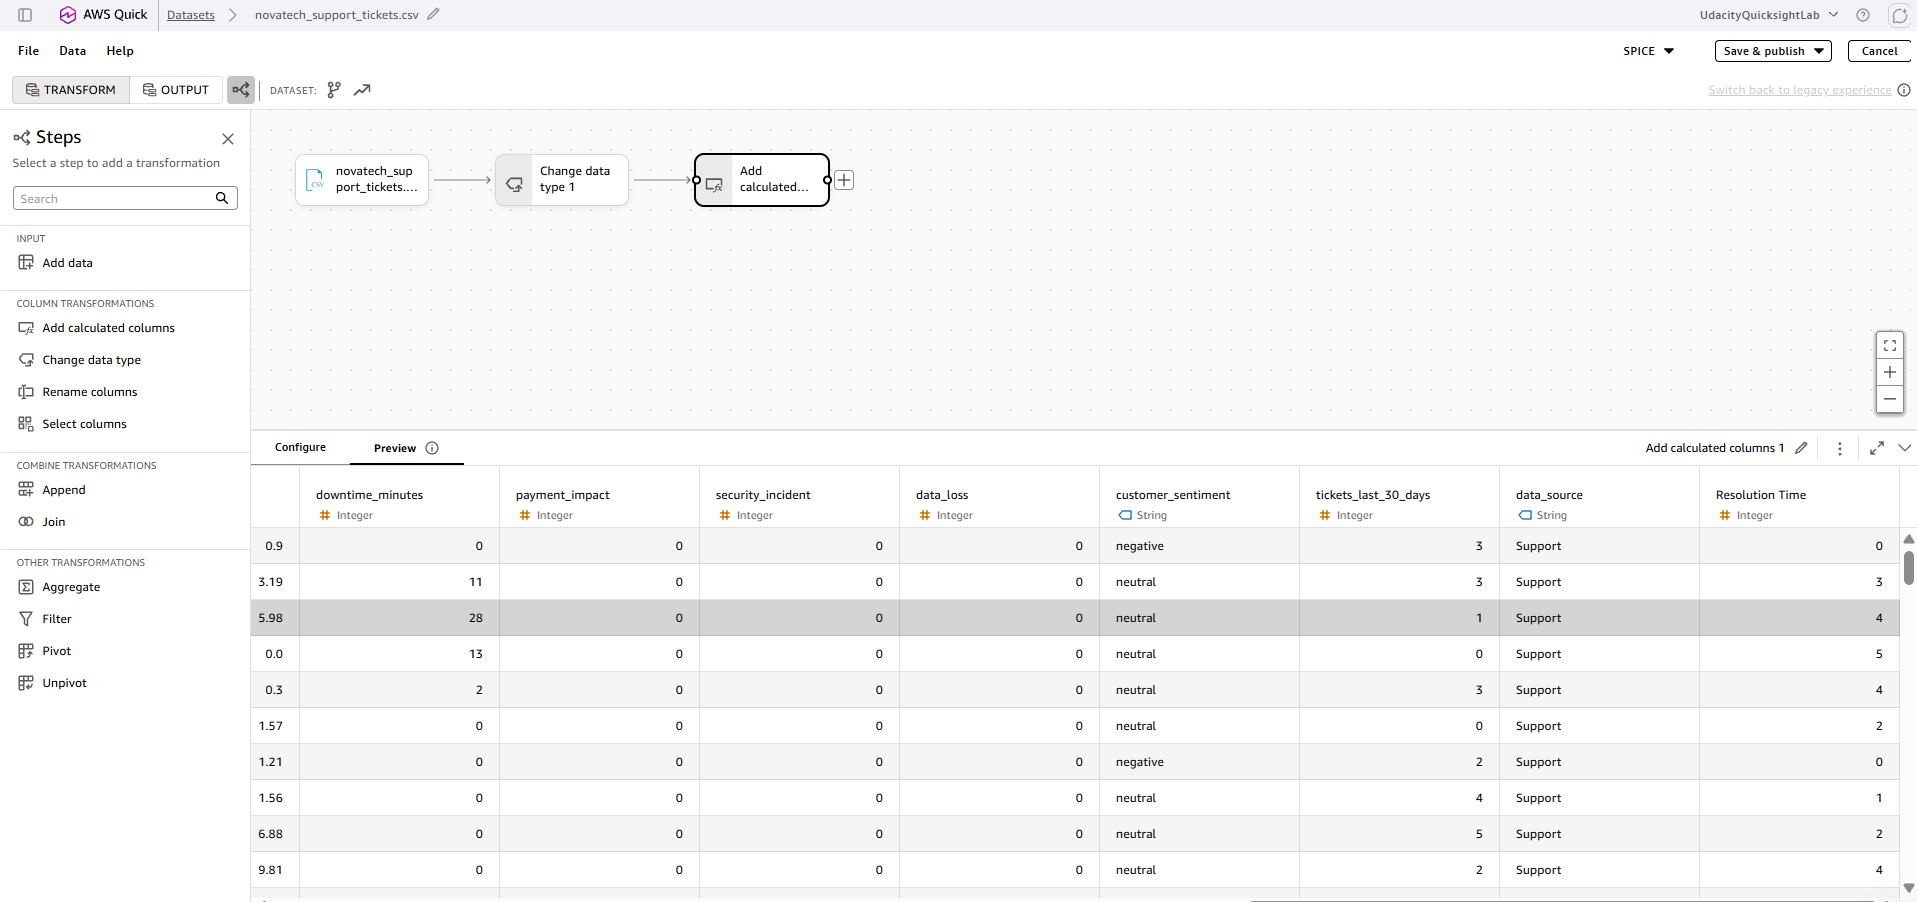 AWS Quick Datasets novatech_support_tickets.csv UdacityQuicksightLab
File Data Help SPICE Save & publish Cancel
TRANSFORM OUTPUT DATASET: Switch back to legacy experience
Steps
Select a step to add a transformation
Search
INPUT
Add data
COLUMN TRANSFORMATIONS
Add calculated columns
Change data type
Rename columns
Select columns
COMBINE TRANSFORMATIONS
Append
Join
OTHER TRANSFORMATIONS
Aggregate
Filter
Pivot
Unpivot
CSV
novatech_sup
port_tickets....
Change data
type 1
Add
calculated...
Configure Preview Add calculated columns 1
downtime_minutes payment_impact security_incident data_loss customer_sentiment tickets_last_30_days data_source Resolution Time
Integer Integer Integer Integer String Integer String Integer
0.9 0 0 0 0 negative 3 Support 0
3.19 11 0 0 0 neutral 3 Support 3
5.98 28 0 0 0 neutral 1 Support 4
0.0 13 0 0 0 neutral 0 Support 5
0.3 2 0 0 0 neutral 3 Support 4
1.57 0 0 0 0 neutral 0 Support 2
1.21 0 0 0 0 negative 2 Support 0
1.56 0 0 0 0 neutral 4 Support 1
6.88 0 0 0 0 neutral 5 Support 2
9.81 0 0 0 0 neutral 2 Support 4